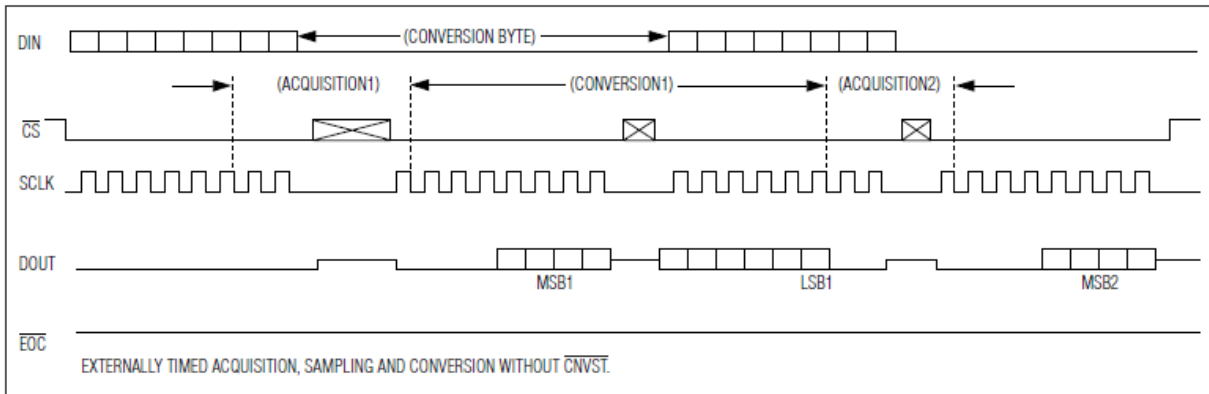 DIN
(CONVERSION BYTE)
(ACQUISITION1)
(CONVERSION1)
(ACQUISITION2)
CS
SCLK
DOUT
MSB1
LSB1
MSB2
EOC
EXTERNALLY TIMED ACQUISITION, SAMPLING AND CONVERSION WITHOUT CNVST.